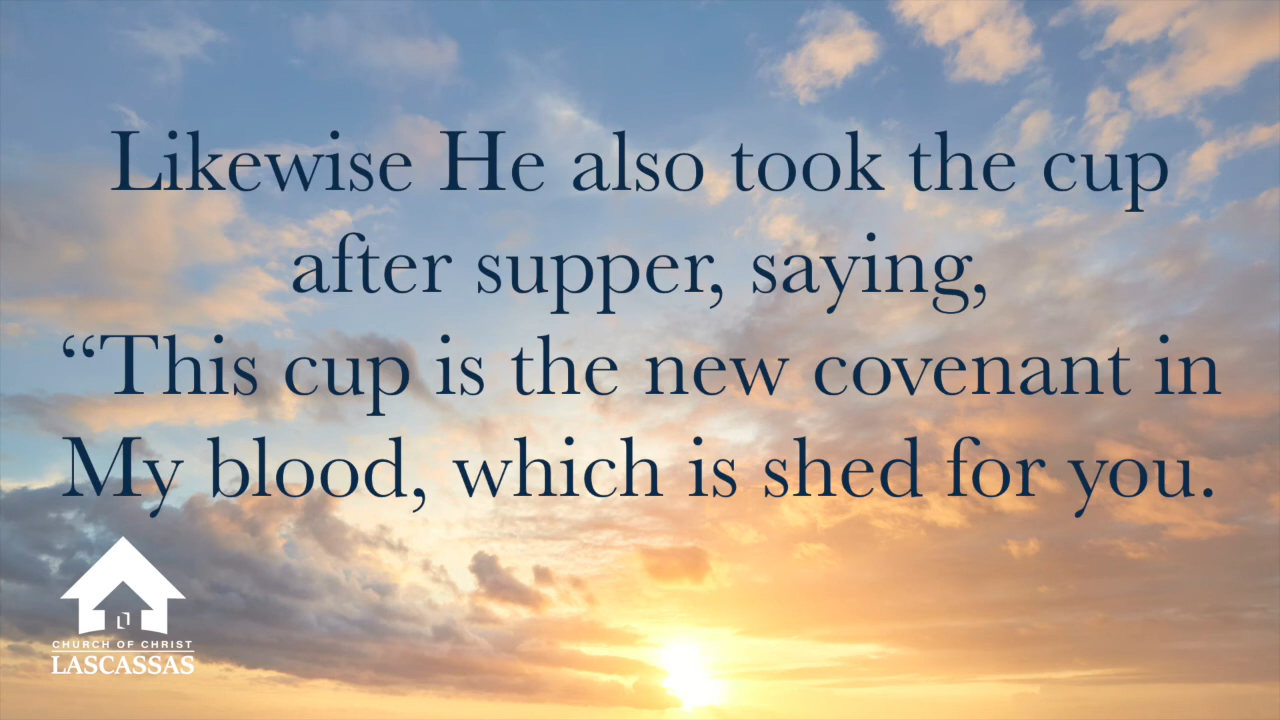 Likewise He also took the cup
after supper, saying,
“This cup is the new covenant in
My blood, which is shed for you.
CHURCH OF CHRIST
LASCASSAS